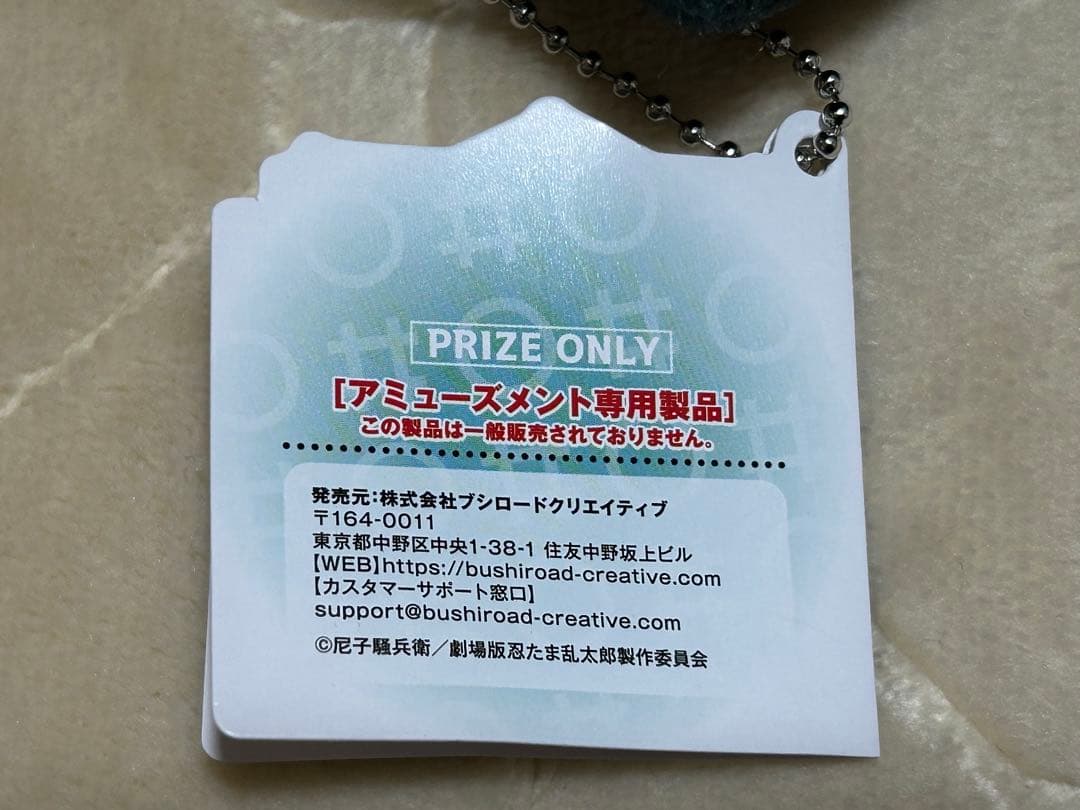 PRIZE ONLY
[アミューズメント専用製品]
この製品は一般販売されておりません。
発売元:株式会社ブシロードクリエイティブ
〒164-0011
東京都中野区中央1-38-1 住友中野坂上ビル
【WEB】https://bushiroad-creative.com
【カスタマーサポート窓口】
support@bushiroad-creative.com
©尼子騒兵衛/劇場版忍たま乱太郎製作委員会